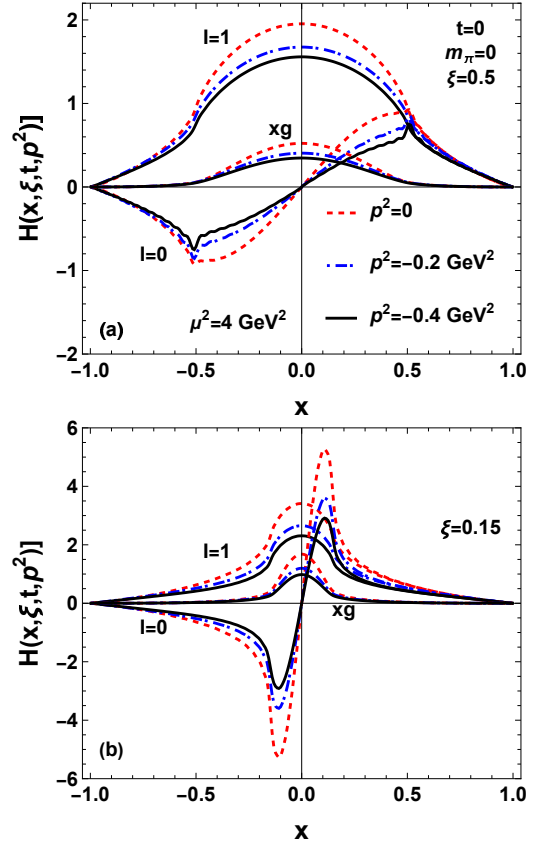 l=1
t=0
mπ=0
ξ=0.5
xg
p²=0
p²=−0.2 GeV²
p²=−0.4 GeV²
l=0
(a)
μ²=4 GeV²
H(x,ξ,t,p²)]
2
1
0
−1
−2
−1.0 −0.5 0.0 0.5 1.0
x
6
4
2
0
−2
−4
−6
H(x,ξ,t,p²)]
ξ=0.15
l=1
xg
l=0
(b)
−1.0 −0.5 0.0 0.5 1.0
x